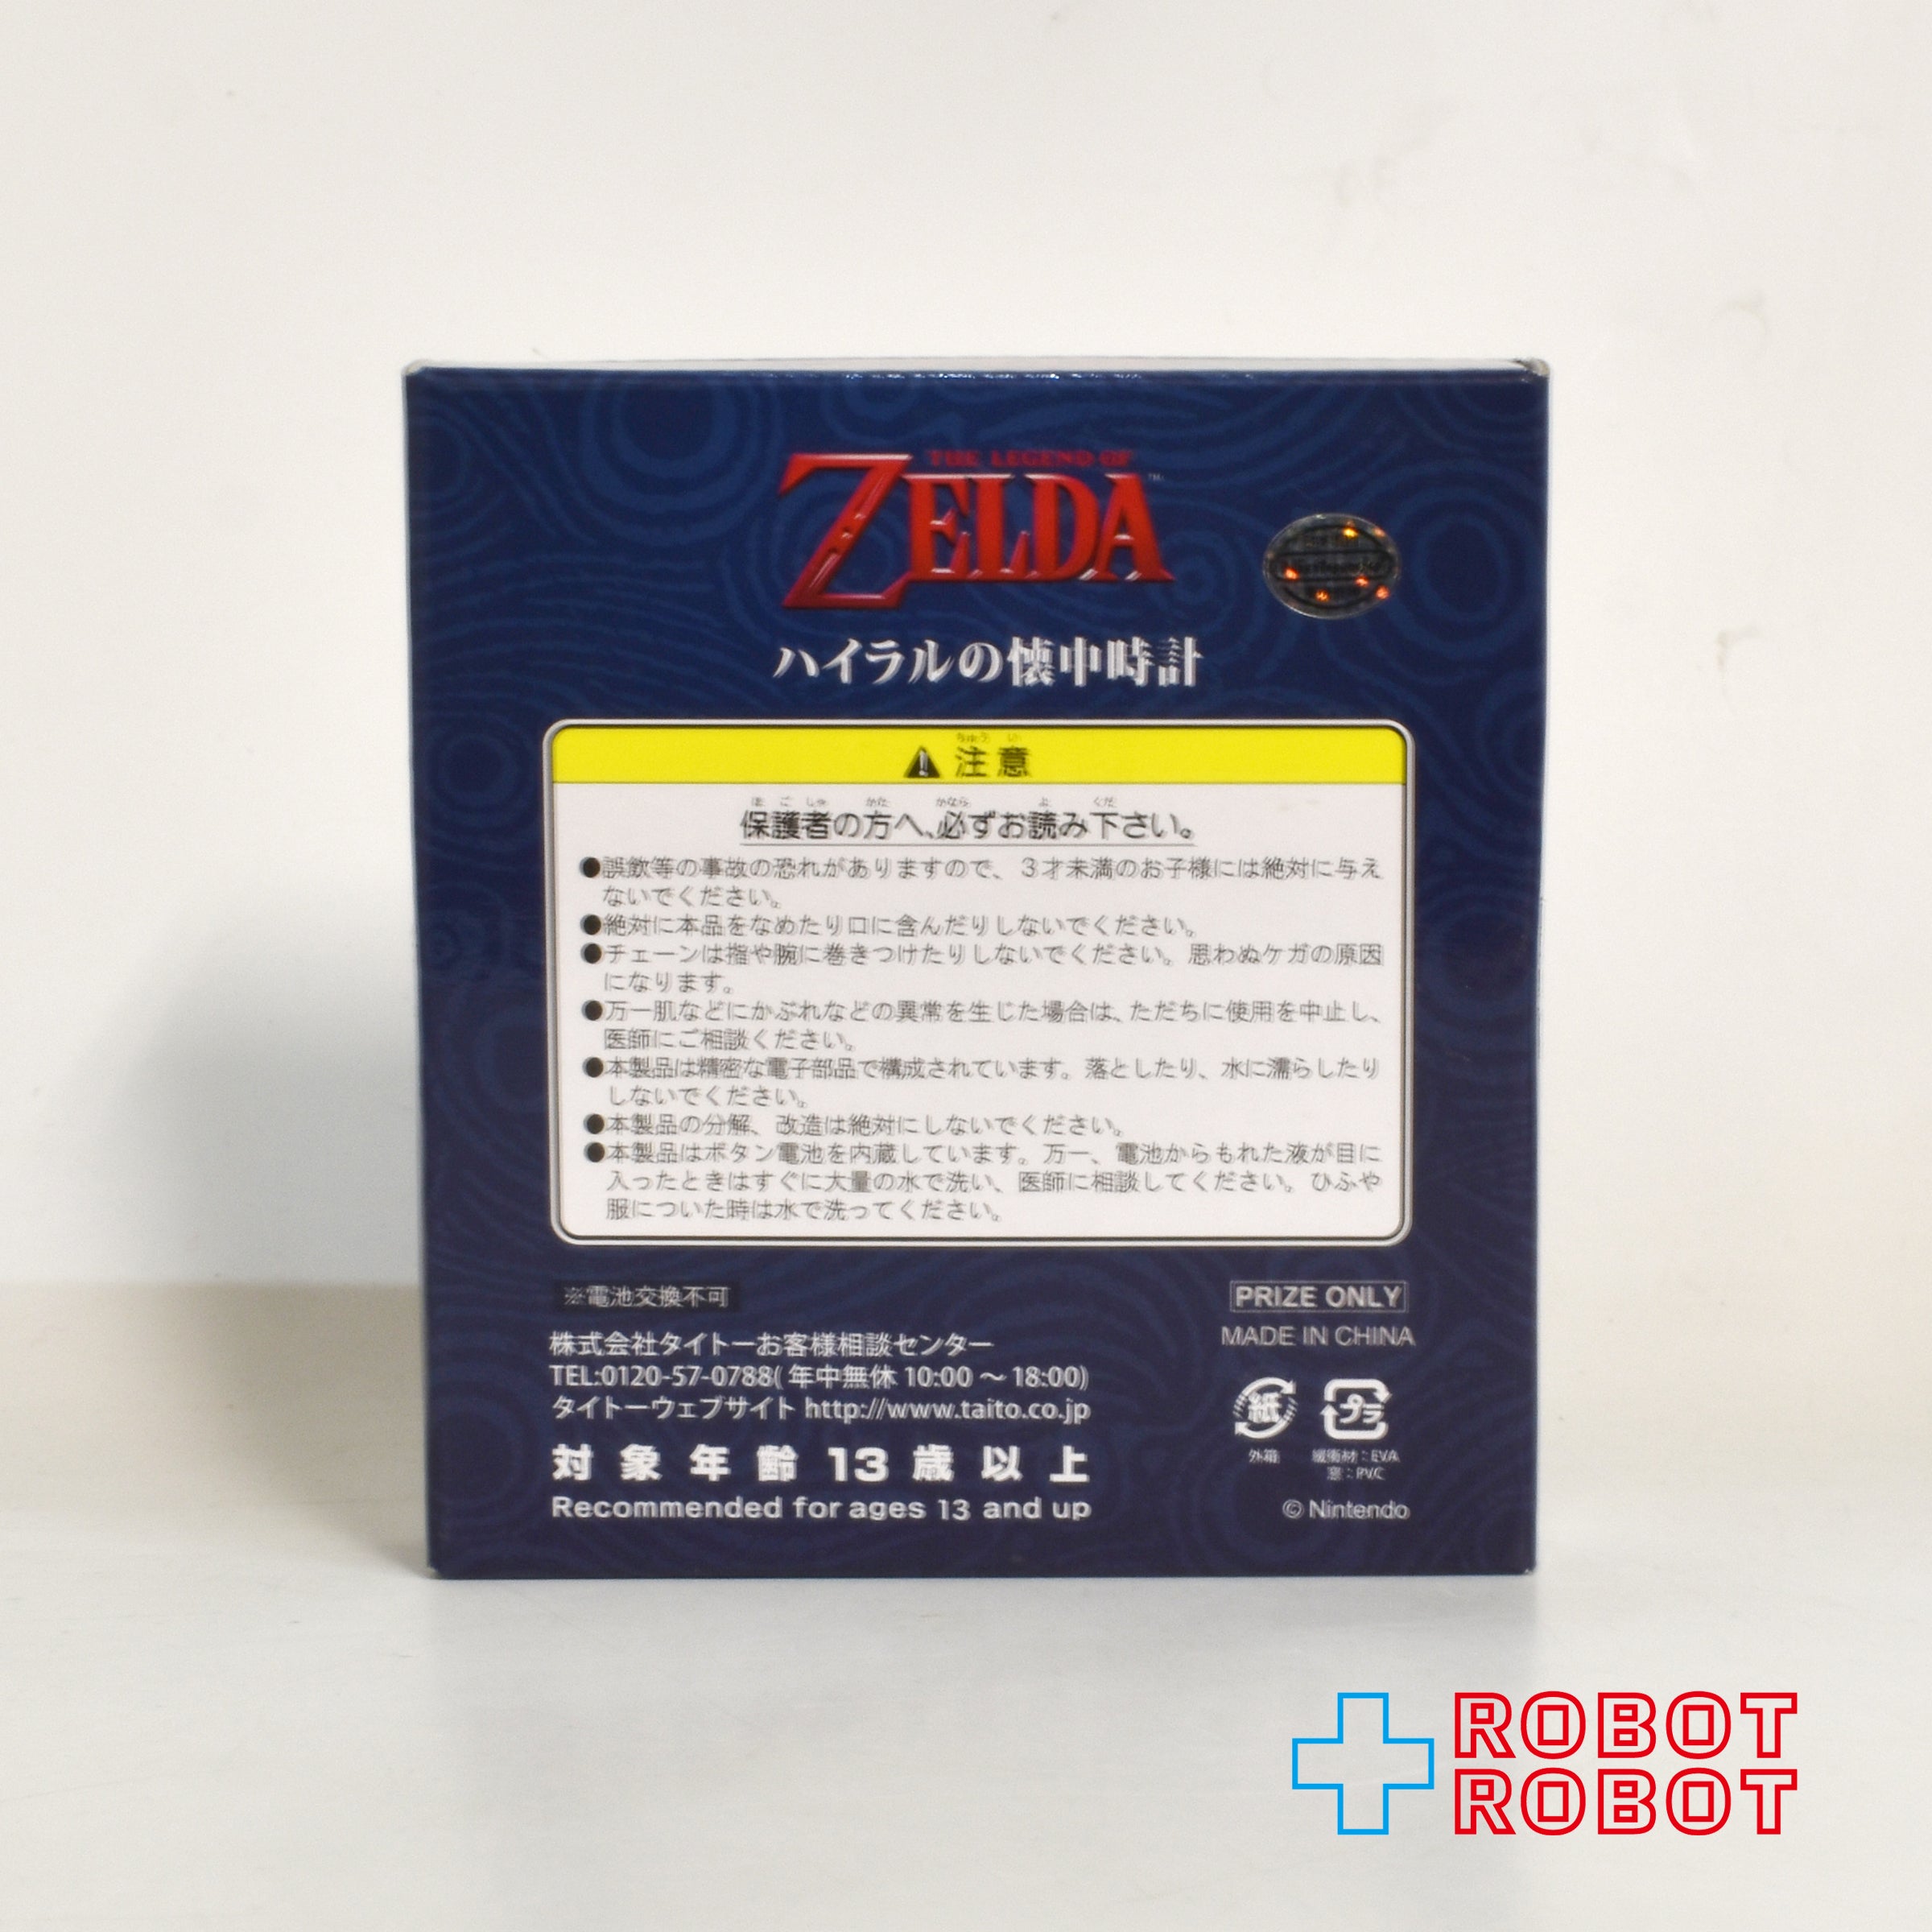 THE LEGEND OF
ZELDA™
ハイラルの懐中時計
ちゅう い
注意
ほ ご しゃ かた かなら よ くだ
保護者の方へ、必ずお読み下さい。
●誤飲等の事故の恐れがありますので、3才未満のお子様には絶対に与え
ないでください。
●絶対に本品をなめたり口に含んだりしないでください。
●チェーンは指や腕に巻きつけたりしないでください。思わぬケガの原因
になります。
●万一肌などにかぶれなどの異常を生じた場合は、ただちに使用を中止し、
医師にご相談ください。
●本製品は精密な電子部品で構成されています。落としたり、水に濡らしたり
しないでください。
●本製品の分解、改造は絶対にしないでください。
●本製品はボタン電池を内蔵しています。万一、電池からもれた液が目に
入ったときはすぐに大量の水で洗い、医師に相談してください。ひふや
服についた時は水で洗ってください。
※電池交換不可
株式会社タイトーお客様相談センター
TEL:0120-57-0788(年中無休 10:00 ～ 18:00)
タイトーウェブサイト http://www.taito.co.jp
対象年齢 13 歳以上
Recommended for ages 13 and up
PRIZE ONLY
MADE IN CHINA
紙 プラ
外箱 緩衝材：EVA
窓：PVC
© Nintendo
ROBOT
ROBOT